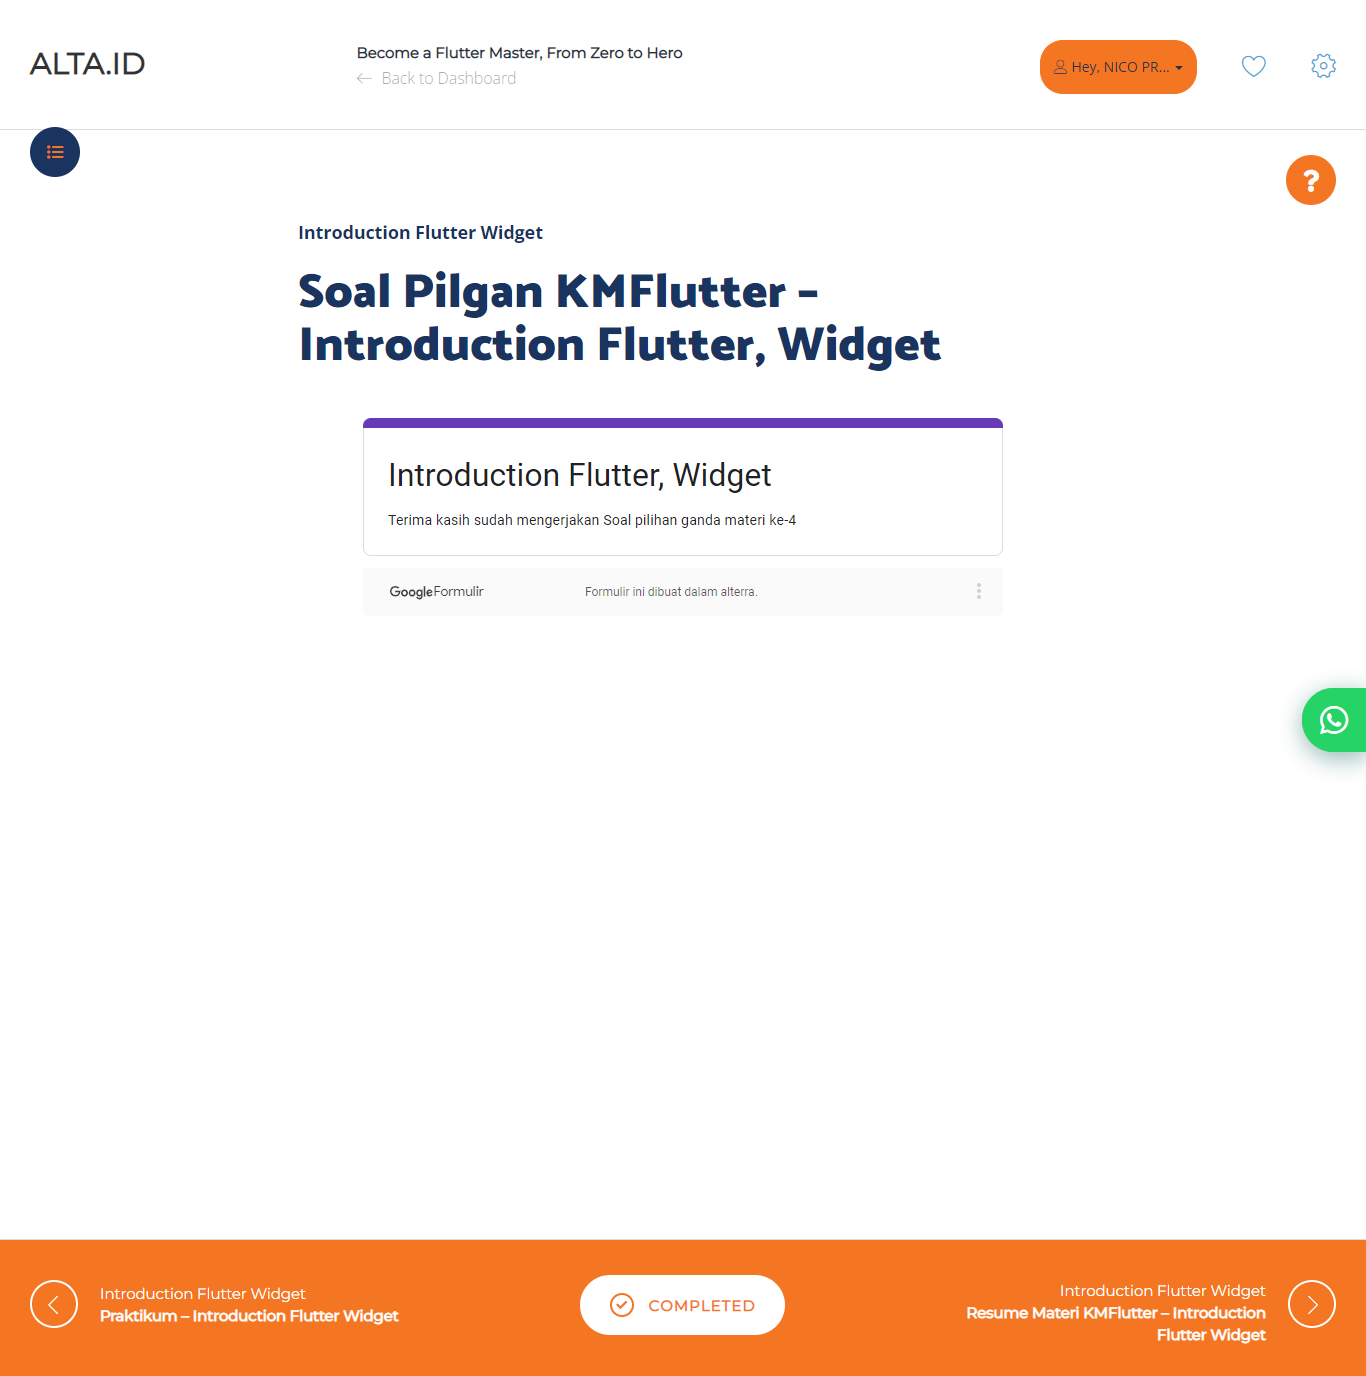 ALTA.ID
Become a Flutter Master, From Zero to Hero
Back to Dashboard
Hey, NICO PR...
Introduction Flutter Widget
Soal Pilgan KMFlutter –
Introduction Flutter, Widget
Introduction Flutter, Widget
Terima kasih sudah mengerjakan Soal pilihan ganda materi ke-4
Google Formulir
Formulir ini dibuat dalam alterra.
Introduction Flutter Widget
Praktikum – Introduction Flutter Widget
COMPLETED
Introduction Flutter Widget
Resume Materi KMFlutter – Introduction
Flutter Widget